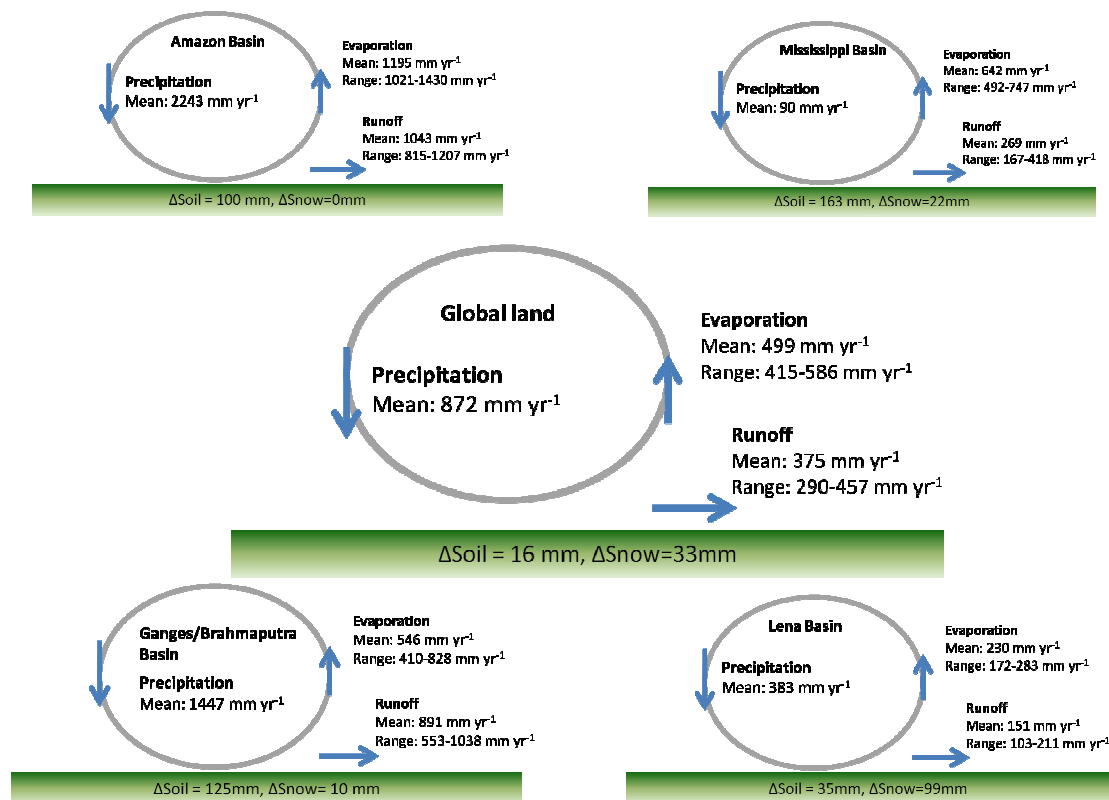 Amazon Basin
Precipitation
Mean: 2243 mm yr-1
Evaporation
Mean: 1195 mm yr-1
Range: 1021-1430 mm yr-1
Runoff
Mean: 1043 mm yr-1
Range: 815-1207 mm yr-1
ΔSoil = 100 mm, ΔSnow=0mm
Mississippi Basin
Precipitation
Mean: 90 mm yr-1
Evaporation
Mean: 642 mm yr-1
Range: 492-747 mm yr-1
Runoff
Mean: 269 mm yr-1
Range: 167-418 mm yr-1
ΔSoil = 163 mm, ΔSnow=22mm
Global land
Precipitation
Mean: 872 mm yr-1
Evaporation
Mean: 499 mm yr-1
Range: 415-586 mm yr-1
Runoff
Mean: 375 mm yr-1
Range: 290-457 mm yr-1
ΔSoil = 16 mm, ΔSnow=33mm
Ganges/Brahmaputra
Basin
Precipitation
Mean: 1447 mm yr-1
Evaporation
Mean: 546 mm yr-1
Range: 410-828 mm yr-1
Runoff
Mean: 891 mm yr-1
Range: 553-1038 mm yr-1
ΔSoil = 125mm, ΔSnow= 10 mm
Lena Basin
Precipitation
Mean: 383 mm yr-1
Evaporation
Mean: 230 mm yr-1
Range: 172-283 mm yr-1
Runoff
Mean: 151 mm yr-1
Range: 103-211 mm yr-1
ΔSoil = 35mm, ΔSnow=99mm